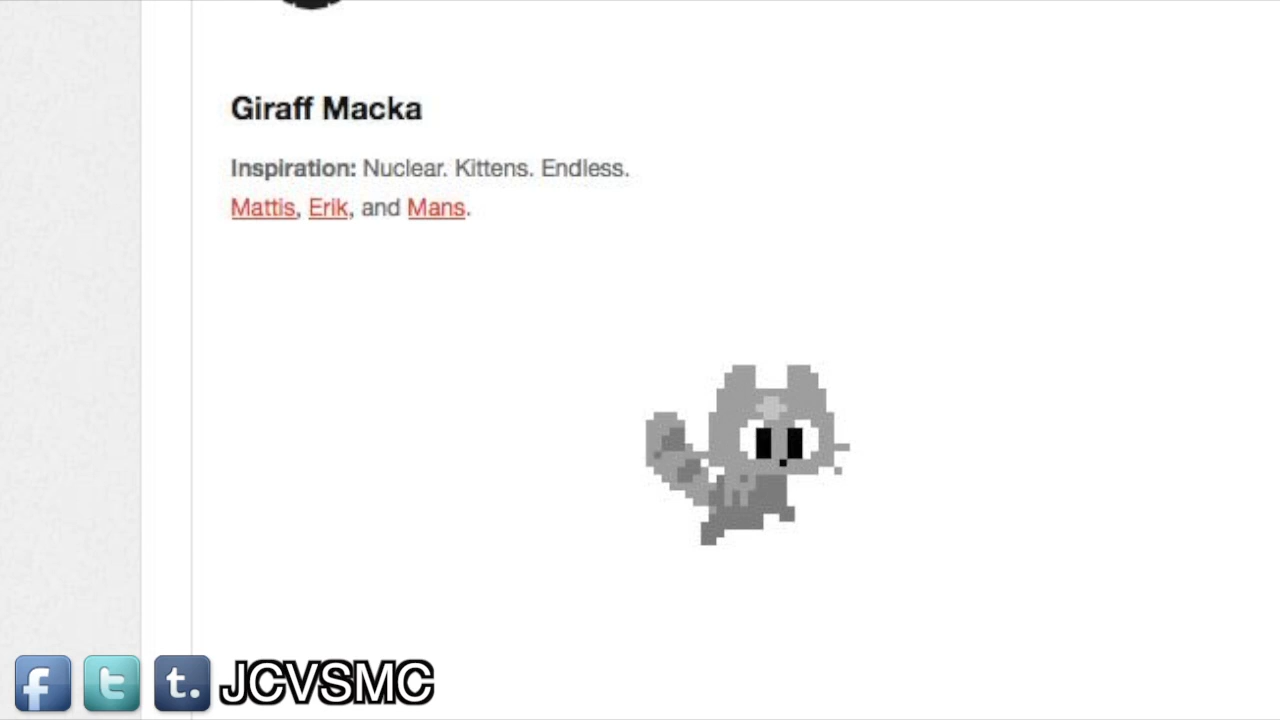 Giraff Macka
Inspiration: Nuclear. Kittens. Endless.
Mattis, Erik, and Mans.
f t t. JCVSMC